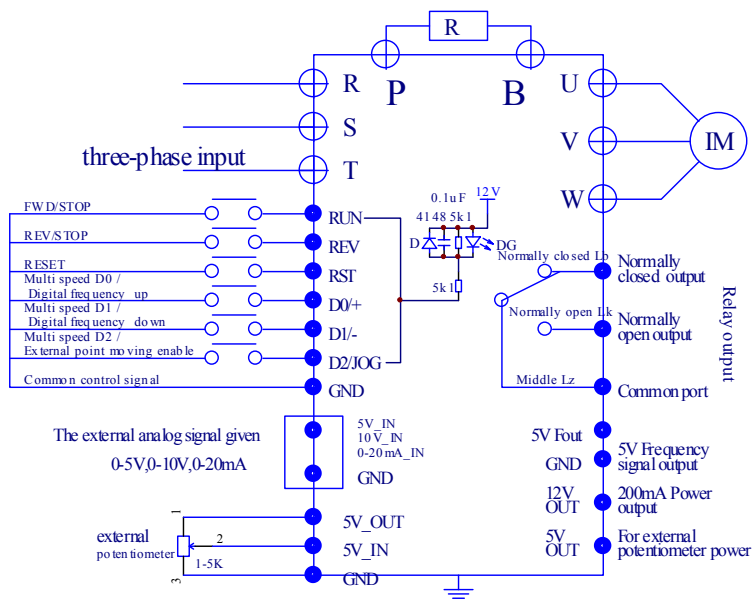 R
P
B
R
U
S
V
IM
three-phase input
T
W
0.1uF
12V
4148 5k1
D
DG
5k1
FWD/STOP
RUN
REV/STOP
REV
RESET
RST
Multi speed D0 /
Digital frequency up
D0/+
Multi speed D1 /
Digital frequency down
D1/-
Multi speed D2 /
External point moving enable
D2/JOG
Common control signal
GND
Normally closed Lb
Normally
closed output
Normally open Lk
Normally
open output
Middle Lz
Common port
Relay output
The external analog signal given
0-5V,0-10V,0-20mA
5V_IN
10V_IN
0-20mA_IN
GND
5V Fout
GND
5V Frequency
signal output
12V
OUT
200mA Power
output
5V
OUT
For external
potentiometer power
external
potentiometer
1
2
3
1-5K
5V_OUT
5V_IN
GND